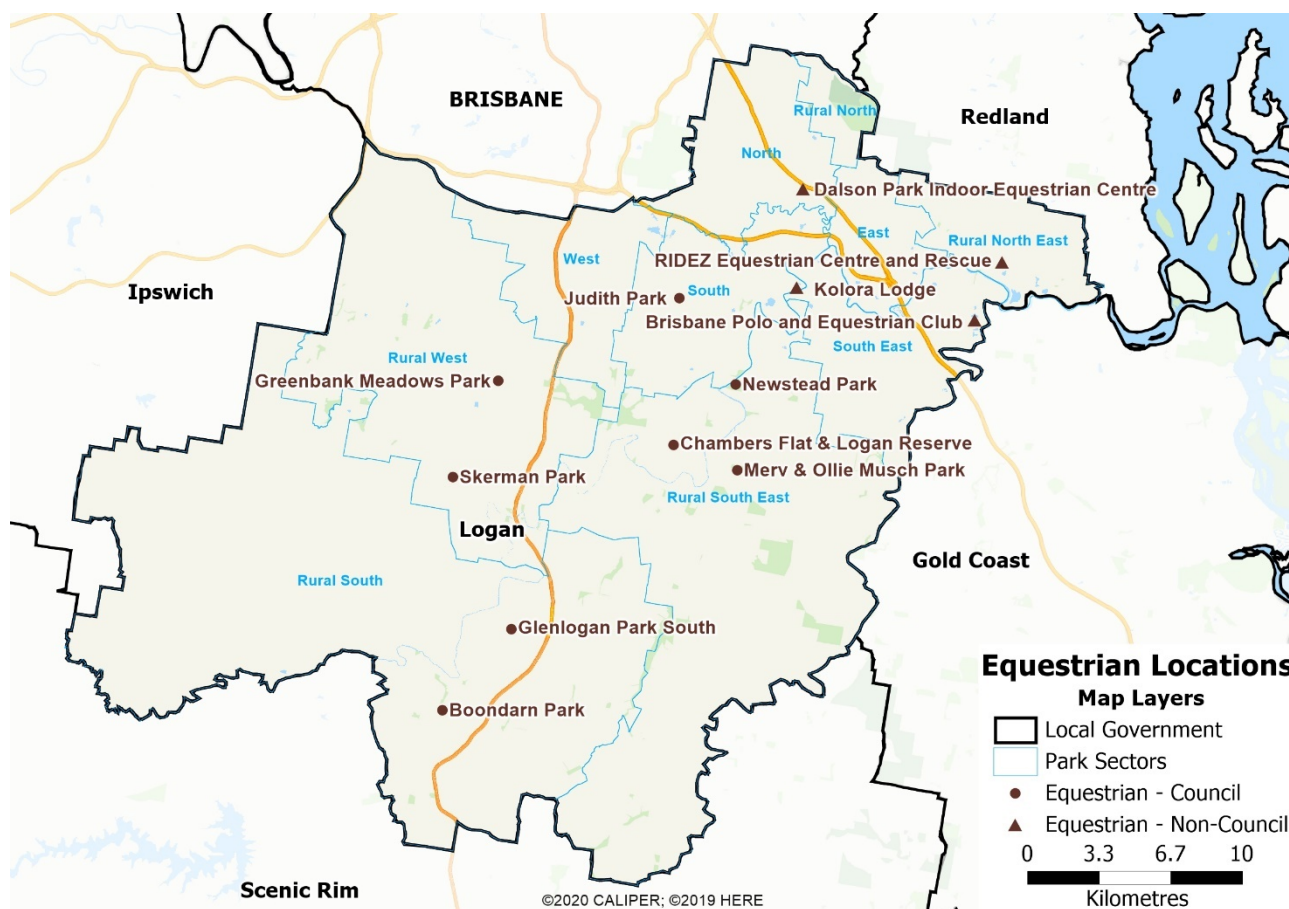 BRISBANE
Rural North
Redland
North
Dalson Park Indoor Equestrian Centre
East
Rural North East
West
RIDEZ Equestrian Centre and Rescue
Ipswich
Judith Park
South
Kolora Lodge
Brisbane Polo and Equestrian Club
South East
Rural West
Greenbank Meadows Park
Newstead Park
Chambers Flat & Logan Reserve
Skerman Park
Merv & Ollie Musch Park
Rural South East
Logan
Gold Coast
Rural South
Glenlogan Park South
Boondarn Park
Scenic Rim
Equestrian Locations
Map Layers
Local Government
Park Sectors
Equestrian - Council
Equestrian - Non-Council
0 3.3 6.7 10
Kilometres
©2020 CALIPER; ©2019 HERE